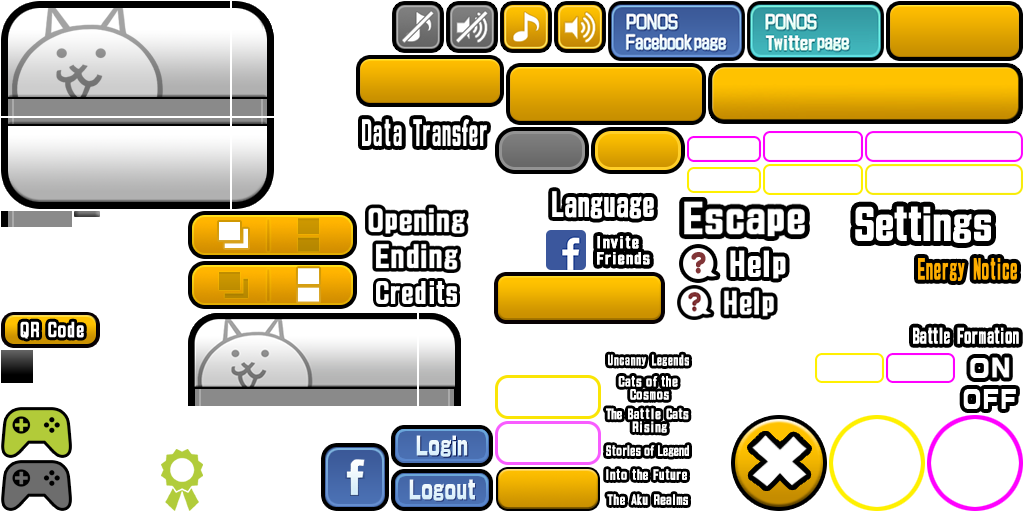 PONOS
Facebook page
PONOS
Twitter page
Data Transfer
Language
Opening
Escape
Settings
Invite
Friends
Ending
Help
Energy Notice
Credits
Help
QR Code
Battle Formation
Uncanny Legends
ON
Cats of the
Cosmos
OFF
The Battle Cats
Rising
Login
Stories of Legend
Into the Future
Logout
The Aku Realms